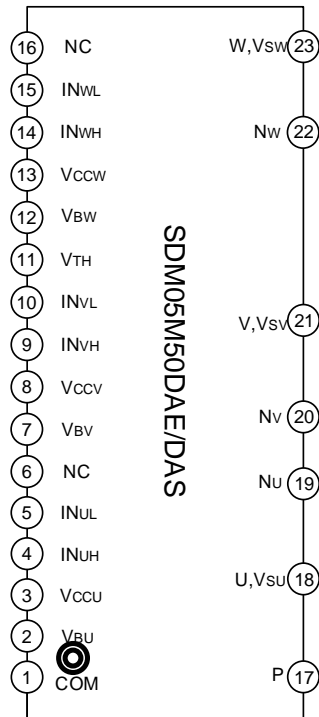 16 NC
15 INWL
14 INWH
13 VCCW
12 VBW
11 VTH
10 INVL
9 INVH
8 VCCV
7 VBV
6 NC
5 INUL
4 INUH
3 VCCU
2 VBU
1 COM
SDM05M50DAE/DAS
W,VSW 23
NW 22
V,VSV 21
NV 20
NU 19
U,VSU 18
P 17